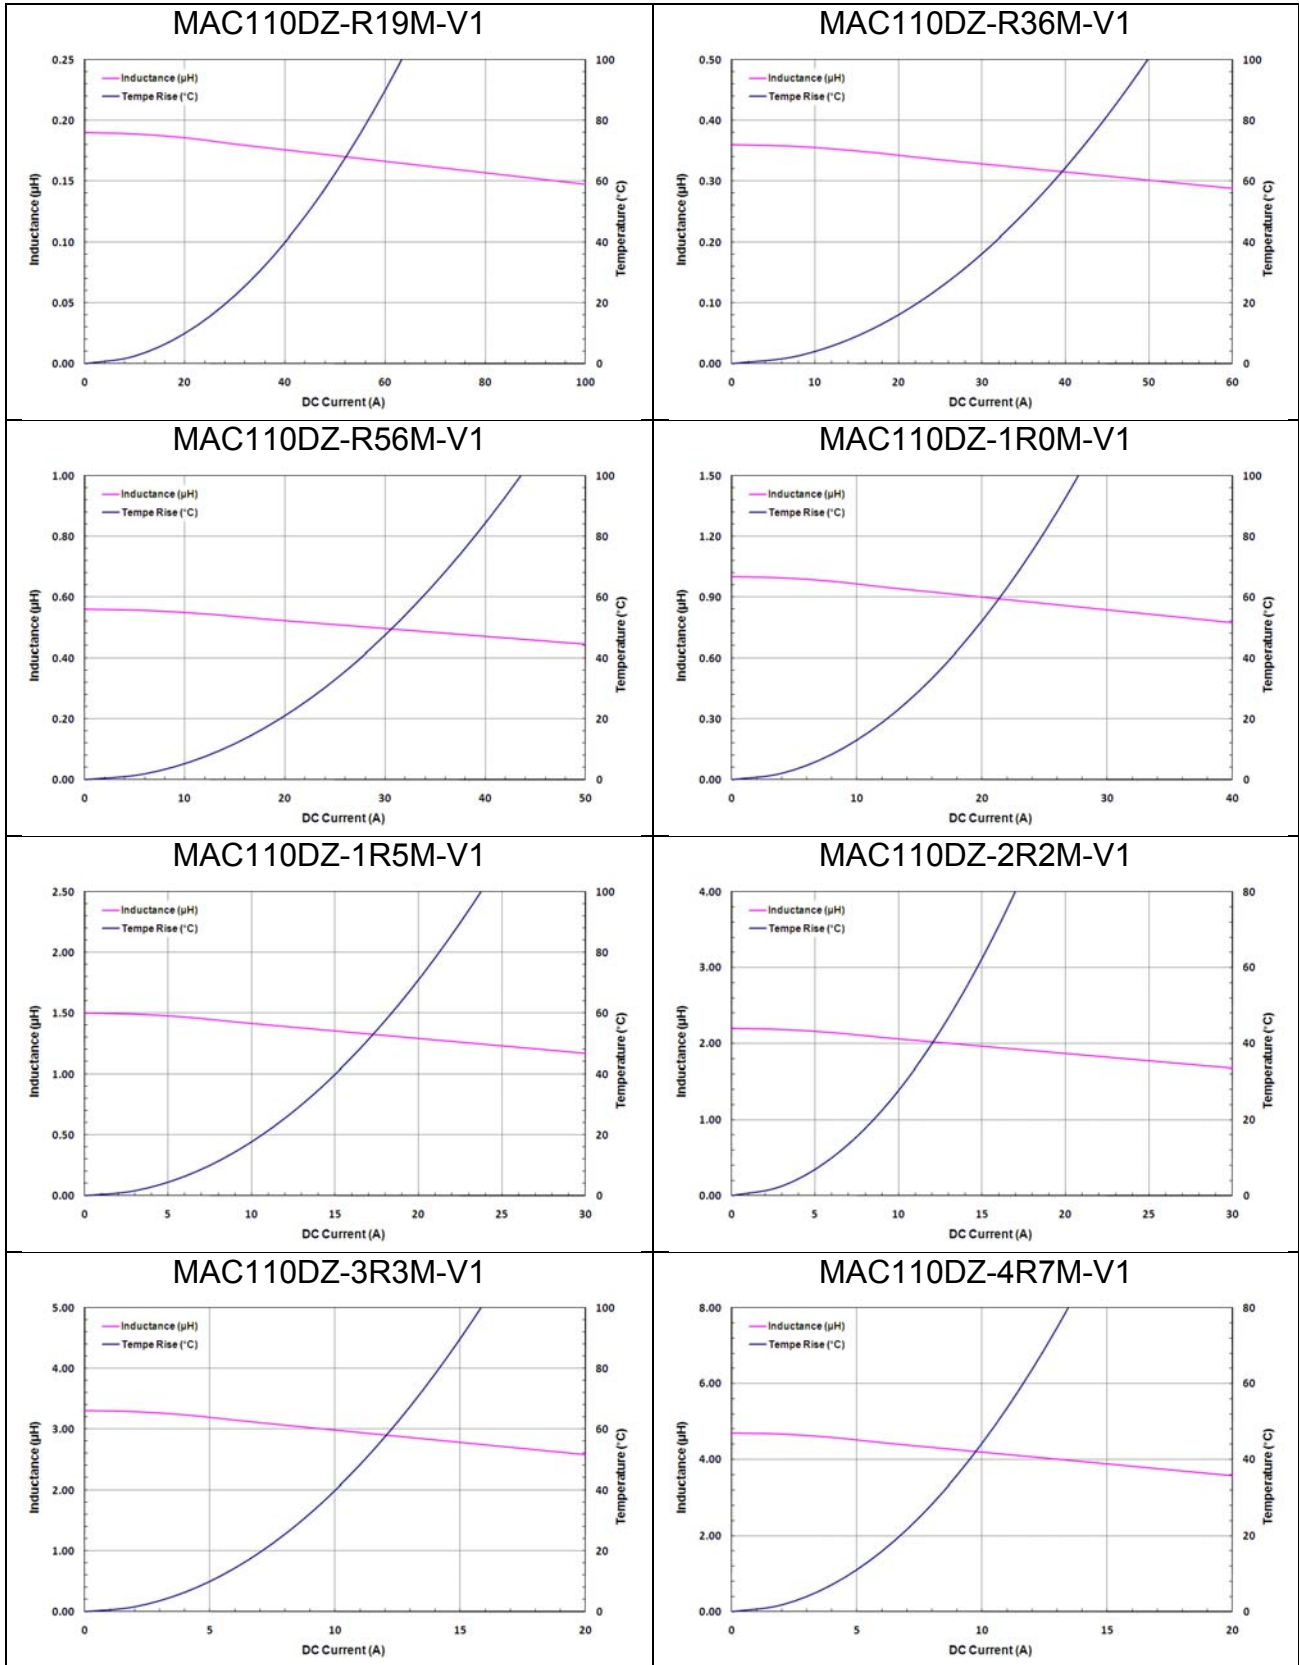 MAC110DZ-R19M-V1
0.25
0.20
0.15
0.10
0.05
0.00
Inductance (µH)
Inductance (µH)
Tempe Rise (°C)
100
80
60
40
20
0
Temperature (°C)
0 20 40 60 80 100
DC Current (A)
MAC110DZ-R36M-V1
0.50
0.40
0.30
0.20
0.10
0.00
Inductance (µH)
Inductance (µH)
Tempe Rise (°C)
100
80
60
40
20
0
Temperature (°C)
0 10 20 30 40 50 60
DC Current (A)
MAC110DZ-R56M-V1
1.00
0.80
0.60
0.40
0.20
0.00
Inductance (µH)
Inductance (µH)
Tempe Rise (°C)
100
80
60
40
20
0
Temperature (°C)
0 10 20 30 40 50
DC Current (A)
MAC110DZ-1R0M-V1
1.50
1.20
0.90
0.60
0.30
0.00
Inductance (µH)
Inductance (µH)
Tempe Rise (°C)
100
80
60
40
20
0
Temperature (°C)
0 10 20 30 40
DC Current (A)
MAC110DZ-1R5M-V1
2.50
2.00
1.50
1.00
0.50
0.00
Inductance (µH)
Inductance (µH)
Tempe Rise (°C)
100
80
60
40
20
0
Temperature (°C)
0 5 10 15 20 25 30
DC Current (A)
MAC110DZ-2R2M-V1
4.00
3.00
2.00
1.00
0.00
Inductance (µH)
Inductance (µH)
Tempe Rise (°C)
80
60
40
20
0
Temperature (°C)
0 5 10 15 20 25 30
DC Current (A)
MAC110DZ-3R3M-V1
5.00
4.00
3.00
2.00
1.00
0.00
Inductance (µH)
Inductance (µH)
Tempe Rise (°C)
100
80
60
40
20
0
Temperature (°C)
0 5 10 15 20
DC Current (A)
MAC110DZ-4R7M-V1
8.00
6.00
4.00
2.00
0.00
Inductance (µH)
Inductance (µH)
Tempe Rise (°C)
80
60
40
20
0
Temperature (°C)
0 5 10 15 20
DC Current (A)